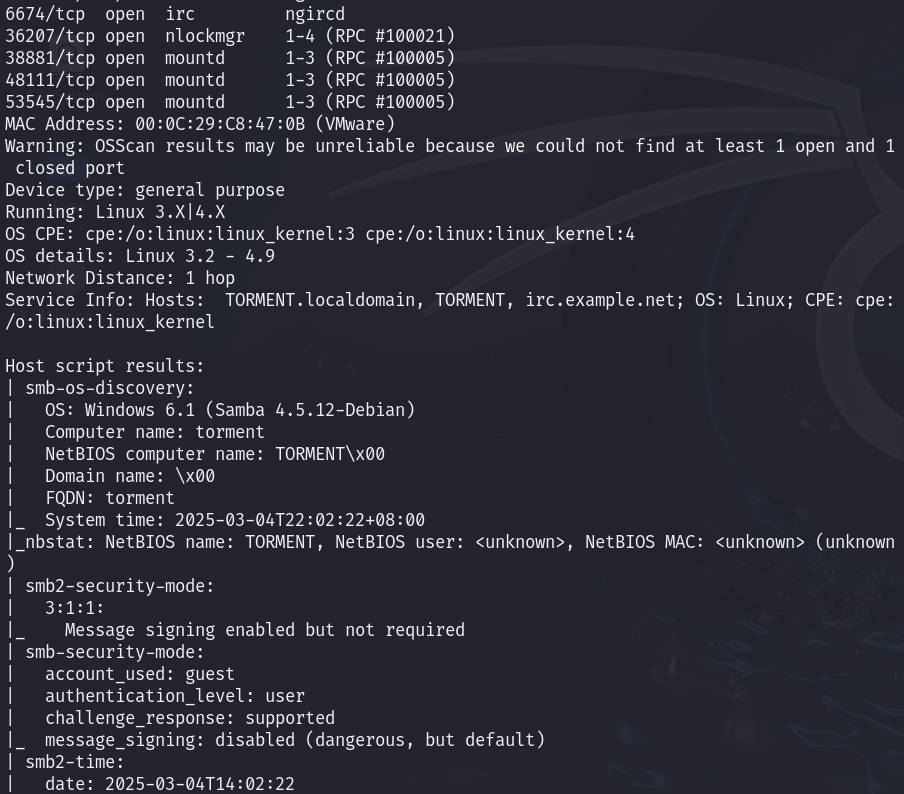 6674/tcp  open  irc         ngircd
36207/tcp open  nlockmgr    1-4 (RPC #100021)
38881/tcp open  mountd      1-3 (RPC #100005)
48111/tcp open  mountd      1-3 (RPC #100005)
53545/tcp open  mountd      1-3 (RPC #100005)
MAC Address: 00:0C:29:C8:47:0B (VMware)
Warning: OSScan results may be unreliable because we could not find at least 1 open and 1
 closed port
Device type: general purpose
Running: Linux 3.X|4.X
OS CPE: cpe:/o:linux:linux_kernel:3 cpe:/o:linux:linux_kernel:4
OS details: Linux 3.2 - 4.9
Network Distance: 1 hop
Service Info: Hosts:  TORMENT.localdomain, TORMENT, irc.example.net; OS: Linux; CPE: cpe:
/o:linux:linux_kernel

Host script results:
| smb-os-discovery:
|   OS: Windows 6.1 (Samba 4.5.12-Debian)
|   Computer name: torment
|   NetBIOS computer name: TORMENT\x00
|   Domain name: \x00
|   FQDN: torment
|_  System time: 2025-03-04T22:02:22+08:00
|_nbstat: NetBIOS name: TORMENT, NetBIOS user: <unknown>, NetBIOS MAC: <unknown> (unknown
)
| smb2-security-mode:
|   3:1:1:
|_    Message signing enabled but not required
| smb-security-mode:
|   account_used: guest
|   authentication_level: user
|   challenge_response: supported
|_  message_signing: disabled (dangerous, but default)
| smb2-time:
|   date: 2025-03-04T14:02:22